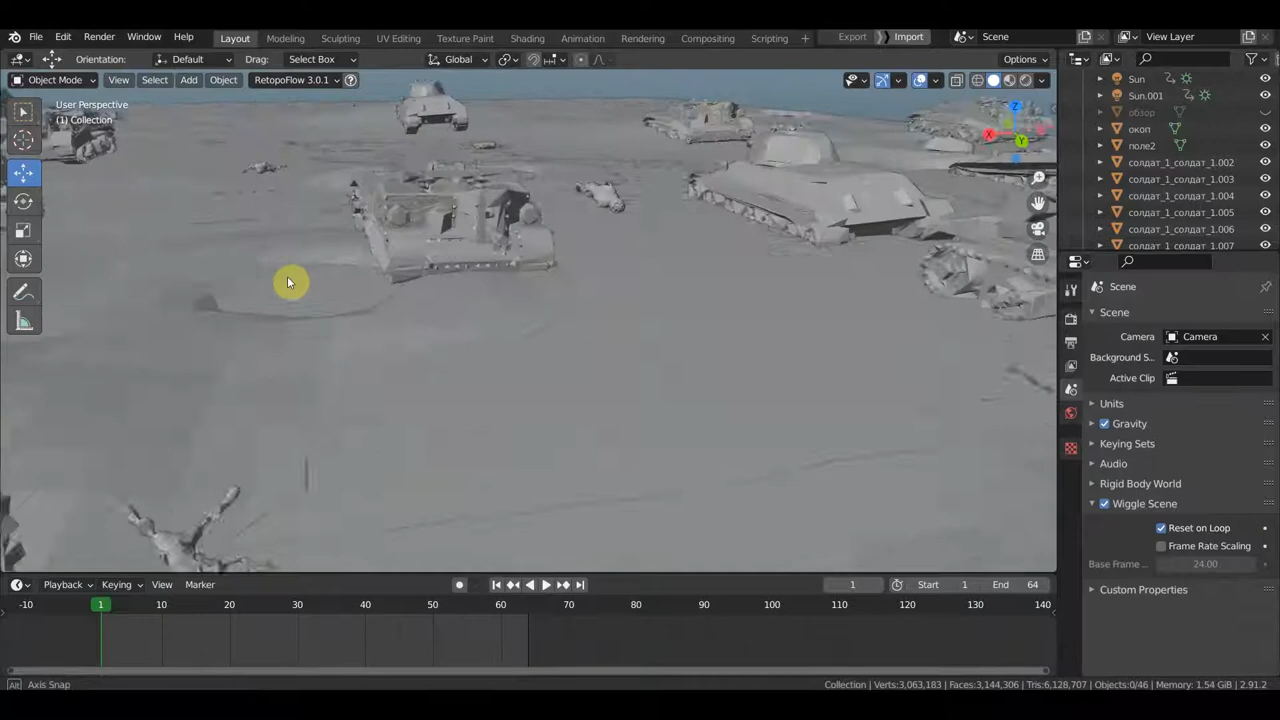 File Edit Render Window Help Layout Modeling Sculpting UV Editing Texture Paint Shading Animation Rendering Compositing Scripting + Export Import Scene View Layer
Orientation: Default Drag: Select Box Global Options
Object Mode View Select Add Object RetopoFlow 3.0.1
User Perspective
(1) Collection
Sun
Sun.001
обзор
окоп
поле2
солдат_1_солдат_1.002
солдат_1_солдат_1.003
солдат_1_солдат_1.004
солдат_1_солдат_1.005
солдат_1_солдат_1.006
солдат_1_солдат_1.007
X
Y
Z
Scene
Scene
Camera Camera
Background S...
Active Clip
Units
Gravity
Keying Sets
Audio
Rigid Body World
Wiggle Scene
Reset on Loop
Frame Rate Scaling
Base Frame ... 24.00
Custom Properties
Playback Keying View Marker 1 Start 1 End 64
-10 1 10 20 30 40 50 60 70 80 90 100 110 120 130 140
Alt Axis Snap Collection | Verts:3,063,183 | Faces:3,144,306 | Tris:6,128,707 | Objects:0/46 | Memory: 1.54 GiB | 2.91.2